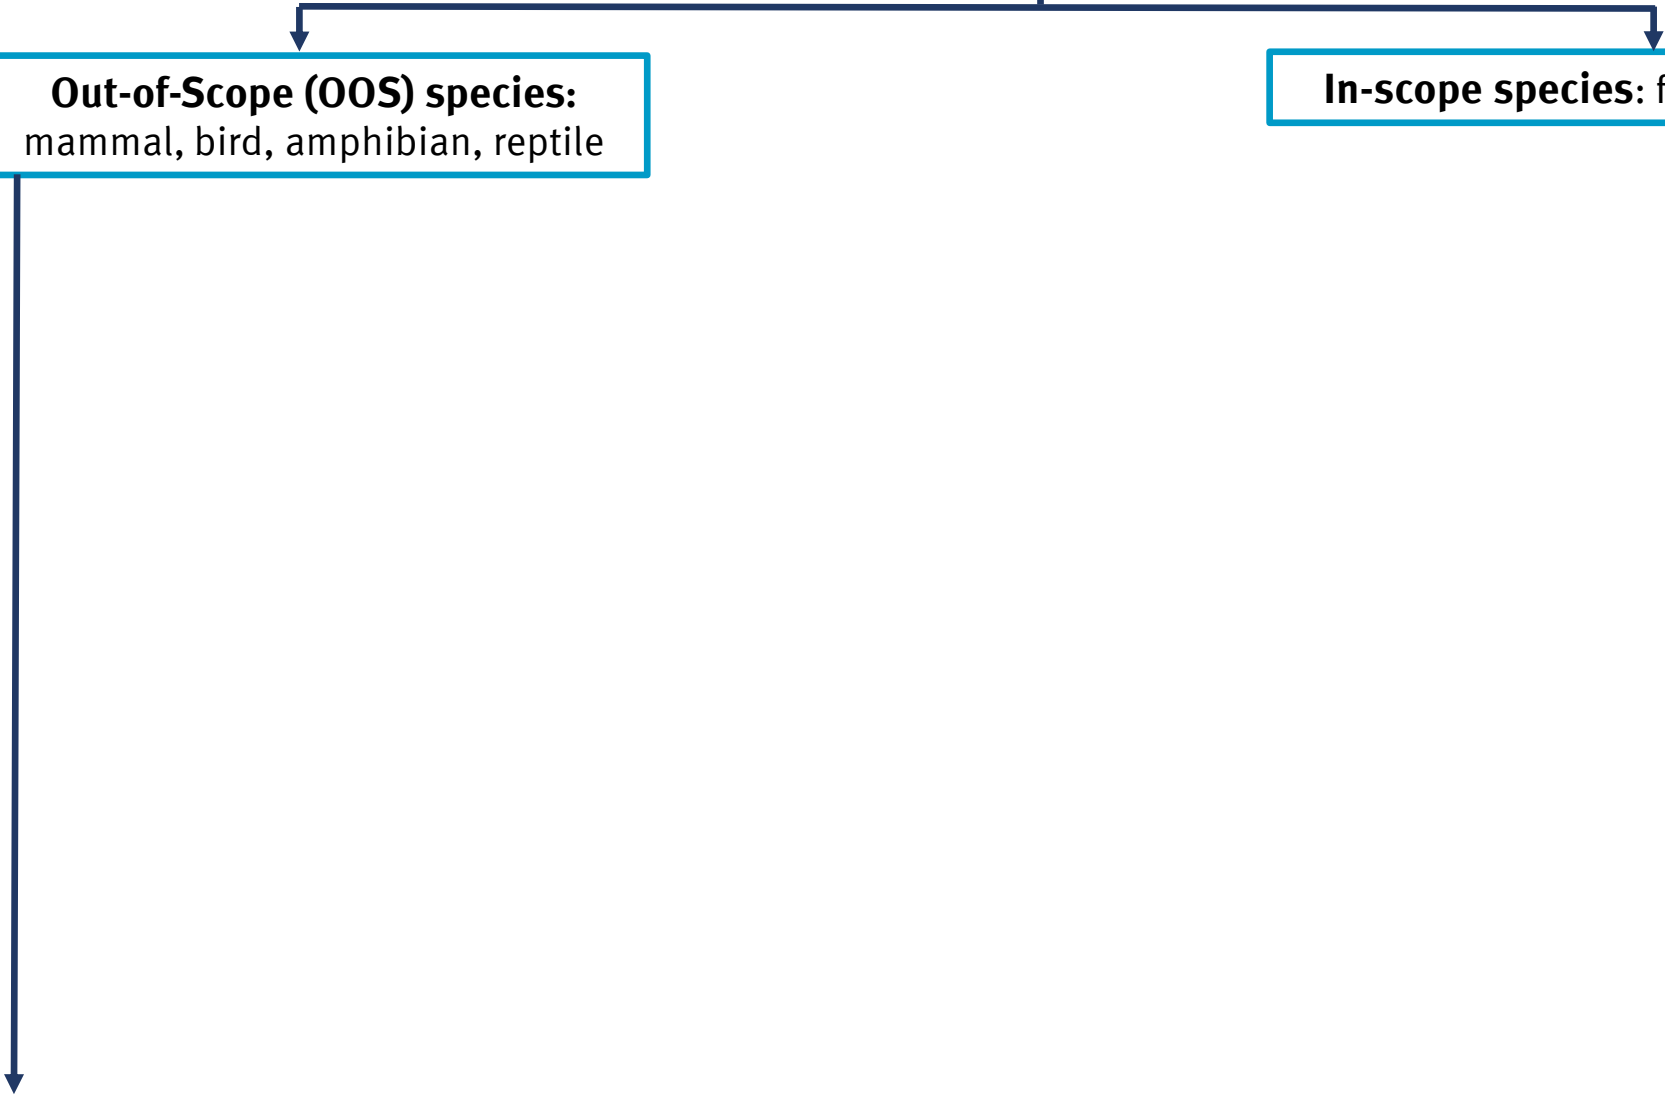 Out-of-Scope (OOS) species:
mammal, bird, amphibian, reptile
In-scope species: